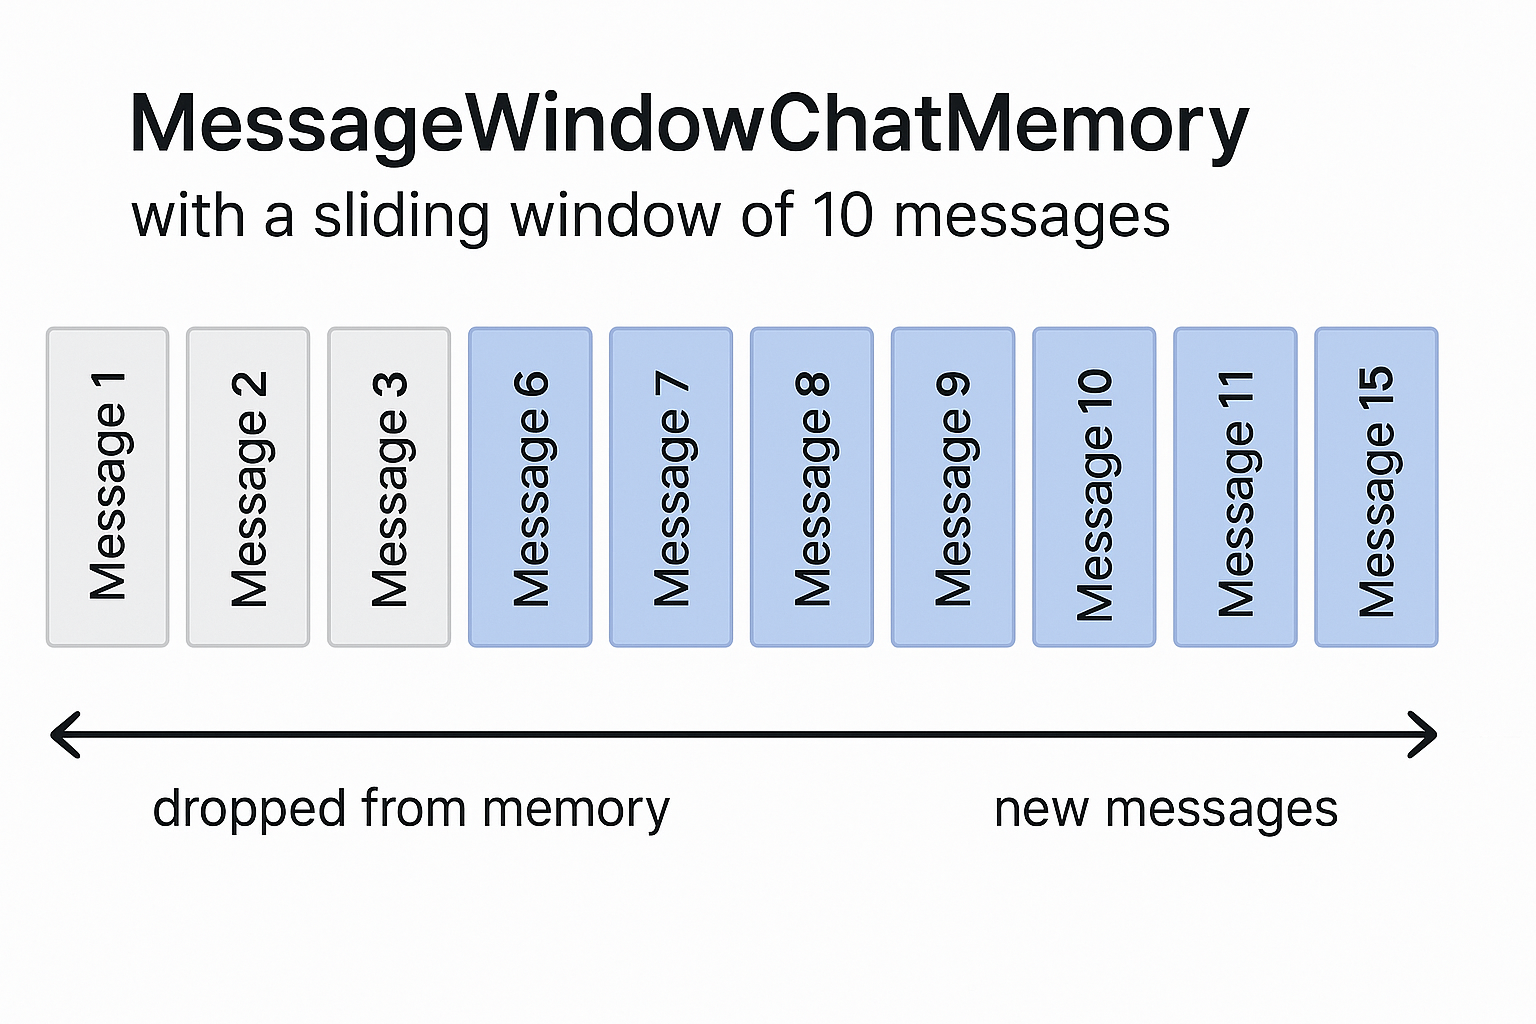 MessageWindowChatMemory
with a sliding window of 10 messages
Message 1
Message 2
Message 3
Message 6
Message 7
Message 8
Message 9
Message 10
Message 11
Message 15
dropped from memory
new messages